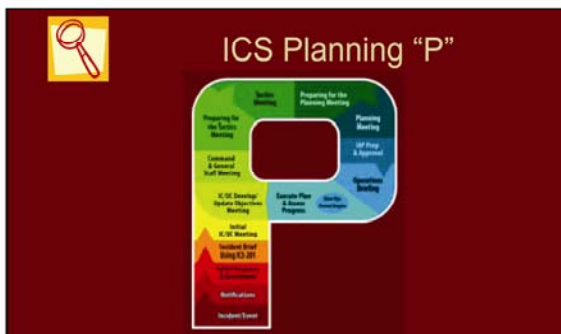 ICS Planning “P”
Tactics
Meeting
Preparing for the
Planning Meeting
Preparing for
the Tactics
Meeting
Planning
Meeting
IAP Prep
& Approval
Command
& General
Staff Meeting
Operations
Briefing
IC/UC Develop/
Update Objectives
Meeting
Execute Plan
& Assess
Progress
Initial
IC/UC Meeting
Incident Brief
Using ICS-201
Notifications
Incident/Event